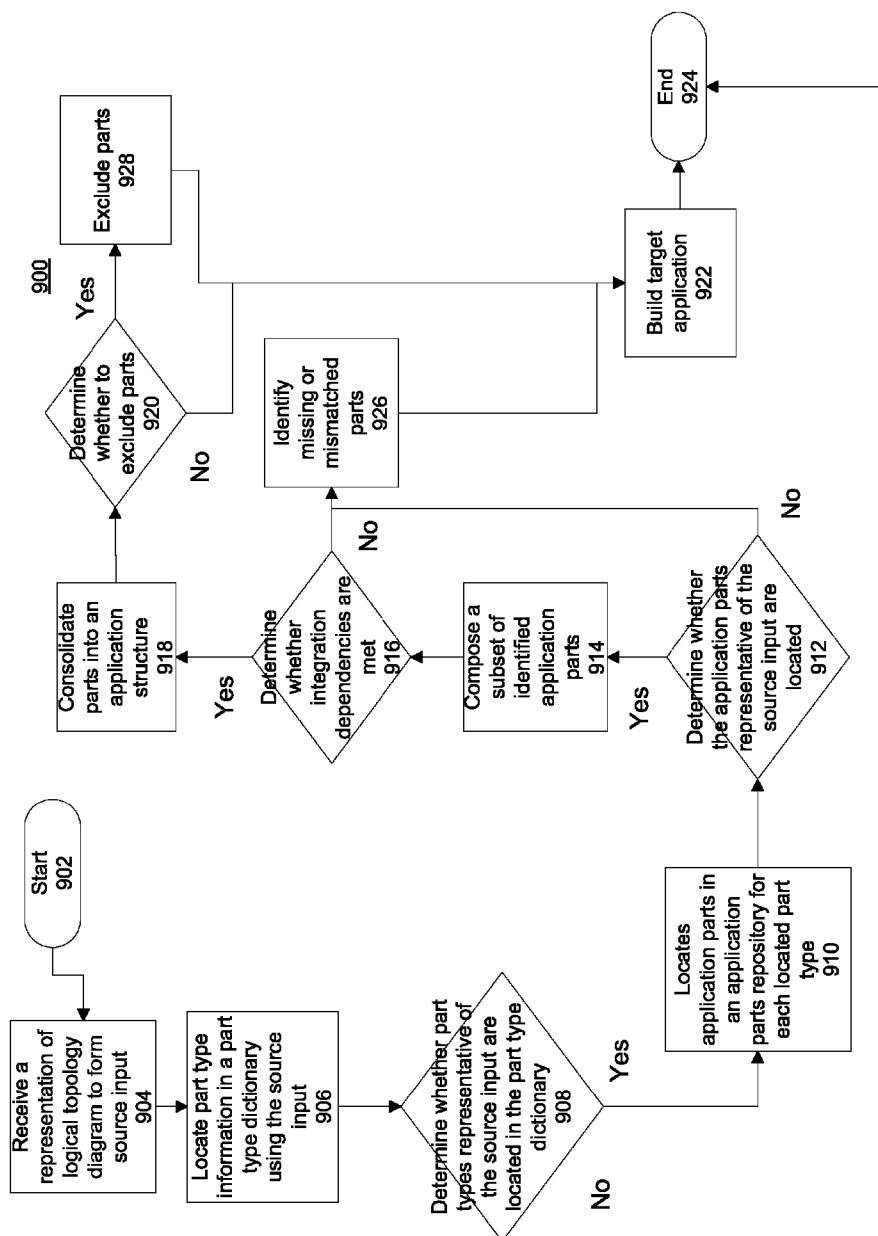 900
Start
902
Receive a
representation of
logical topology
diagram to form
source input
904
Locate part type
information in a part
type dictionary
using the source
input
906
Determine whether part
types representative of
the source input are
located in the part type
dictionary
908
No
Yes
Locates
application parts in
an application
parts repository for
each located part
type
910
Determine whether
the application parts
representative of the
source input are
located
912
Yes
No
Compose a
subset of
identified
application
parts
914
Determine
whether
integration
dependencies are
met
916
Yes
No
Consolidate
parts into an
application
structure
918
Determine
whether to
exclude parts
920
Yes
No
Exclude parts
928
Identify
missing or
mismatched
parts
926
Build target
application
922
End
924